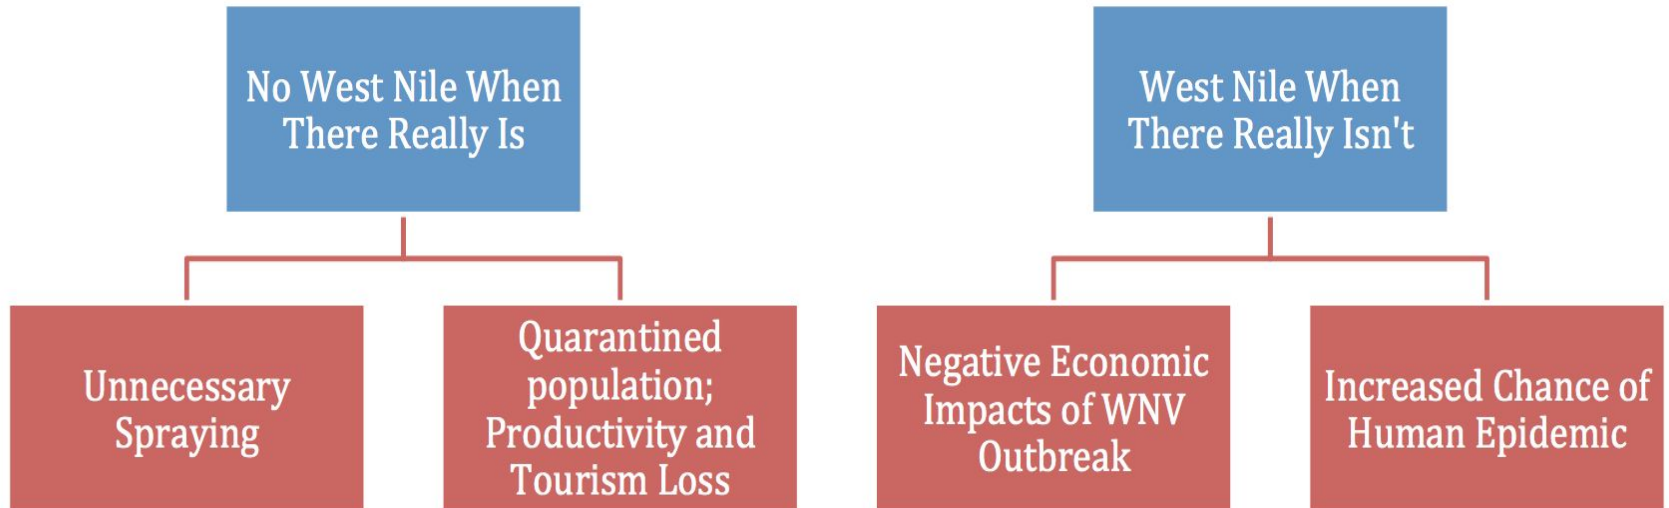 No West Nile When
There Really Is
West Nile When
There Really Isn't
Unnecessary
Spraying
Quarantined
population;
Productivity and
Tourism Loss
Negative Economic
Impacts of WNV
Outbreak
Increased Chance of
Human Epidemic